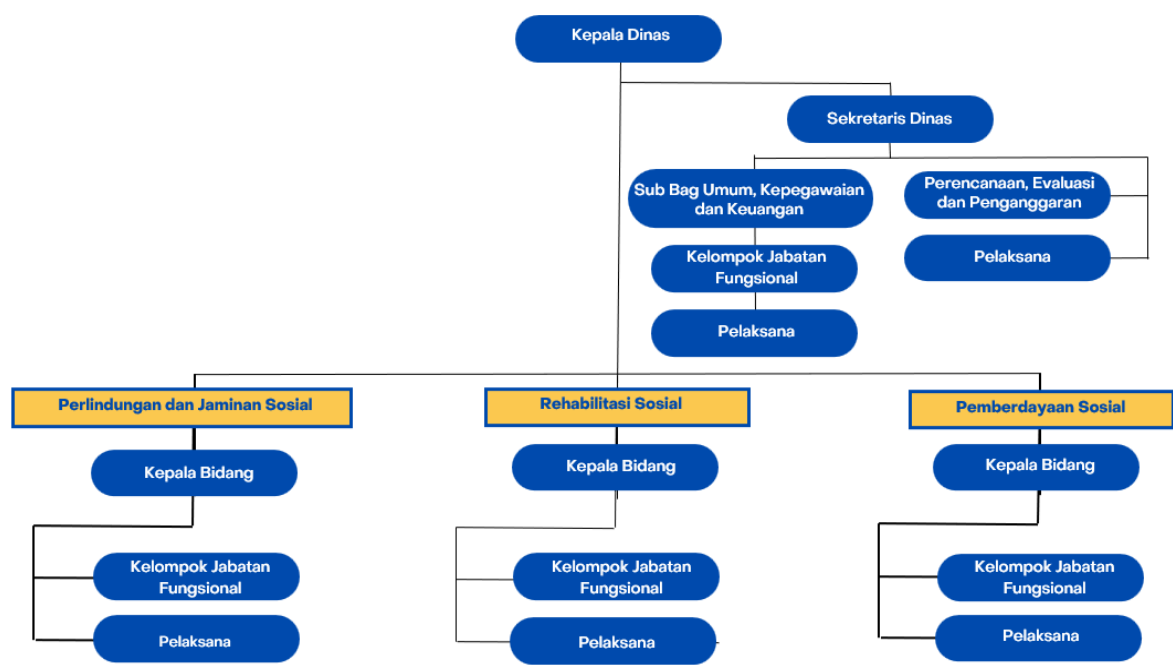 Kepala Dinas
Sekretaris Dinas
Sub Bag Umum, Kepegawaian
dan Keuangan
Perencanaan, Evaluasi
dan Penganggaran
Kelompok Jabatan
Fungsional
Pelaksana
Pelaksana
Perlindungan dan Jaminan Sosial
Rehabilitasi Sosial
Pemberdayaan Sosial
Kepala Bidang
Kepala Bidang
Kepala Bidang
Kelompok Jabatan
Fungsional
Kelompok Jabatan
Fungsional
Kelompok Jabatan
Fungsional
Pelaksana
Pelaksana
Pelaksana